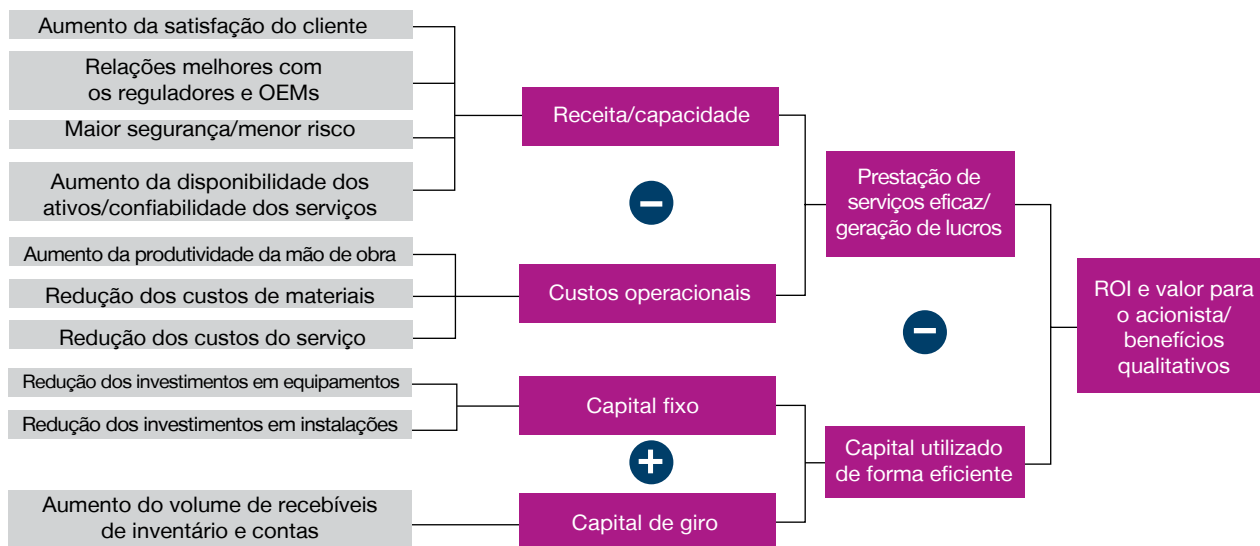 Aumento da satisfação do cliente
Relações melhores com
os reguladores e OEMs
Maior segurança/menor risco
Aumento da disponibilidade dos
ativos/confiabilidade dos serviços
Aumento da produtividade da mão de obra
Redução dos custos de materiais
Redução dos custos do serviço
Redução dos investimentos em equipamentos
Redução dos investimentos em instalações
Aumento do volume de recebíveis
de inventário e contas
Receita/capacidade
−
Custos operacionais
Capital fixo
+
Capital de giro
Prestação de
serviços eficaz/
geração de lucros
−
Capital utilizado
de forma eficiente
ROI e valor para
o acionista/
benefícios
qualitativos